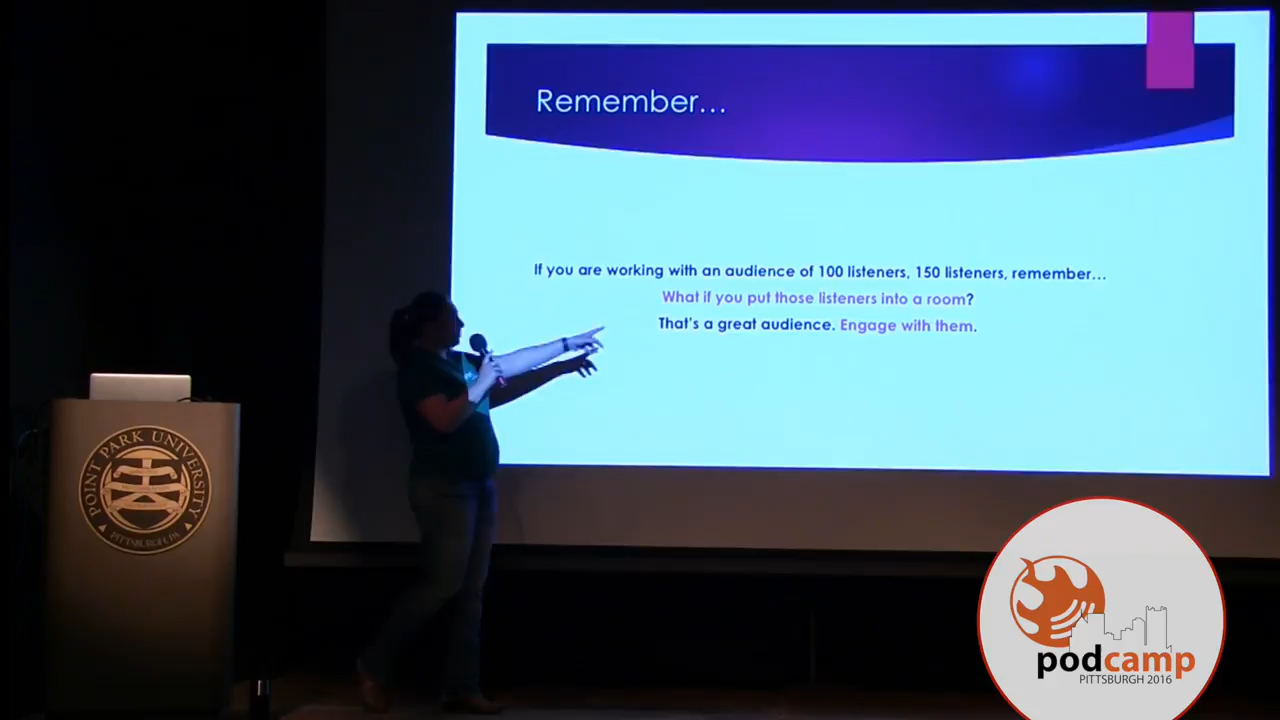 Remember...
If you are working with an audience of 100 listeners, 150 listeners, remember...
What if you put those listeners into a room?
That's a great audience. Engage with them.
POINT PARK UNIVERSITY
PITTSBURGH, PA
podcamp
PITTSBURGH 2016